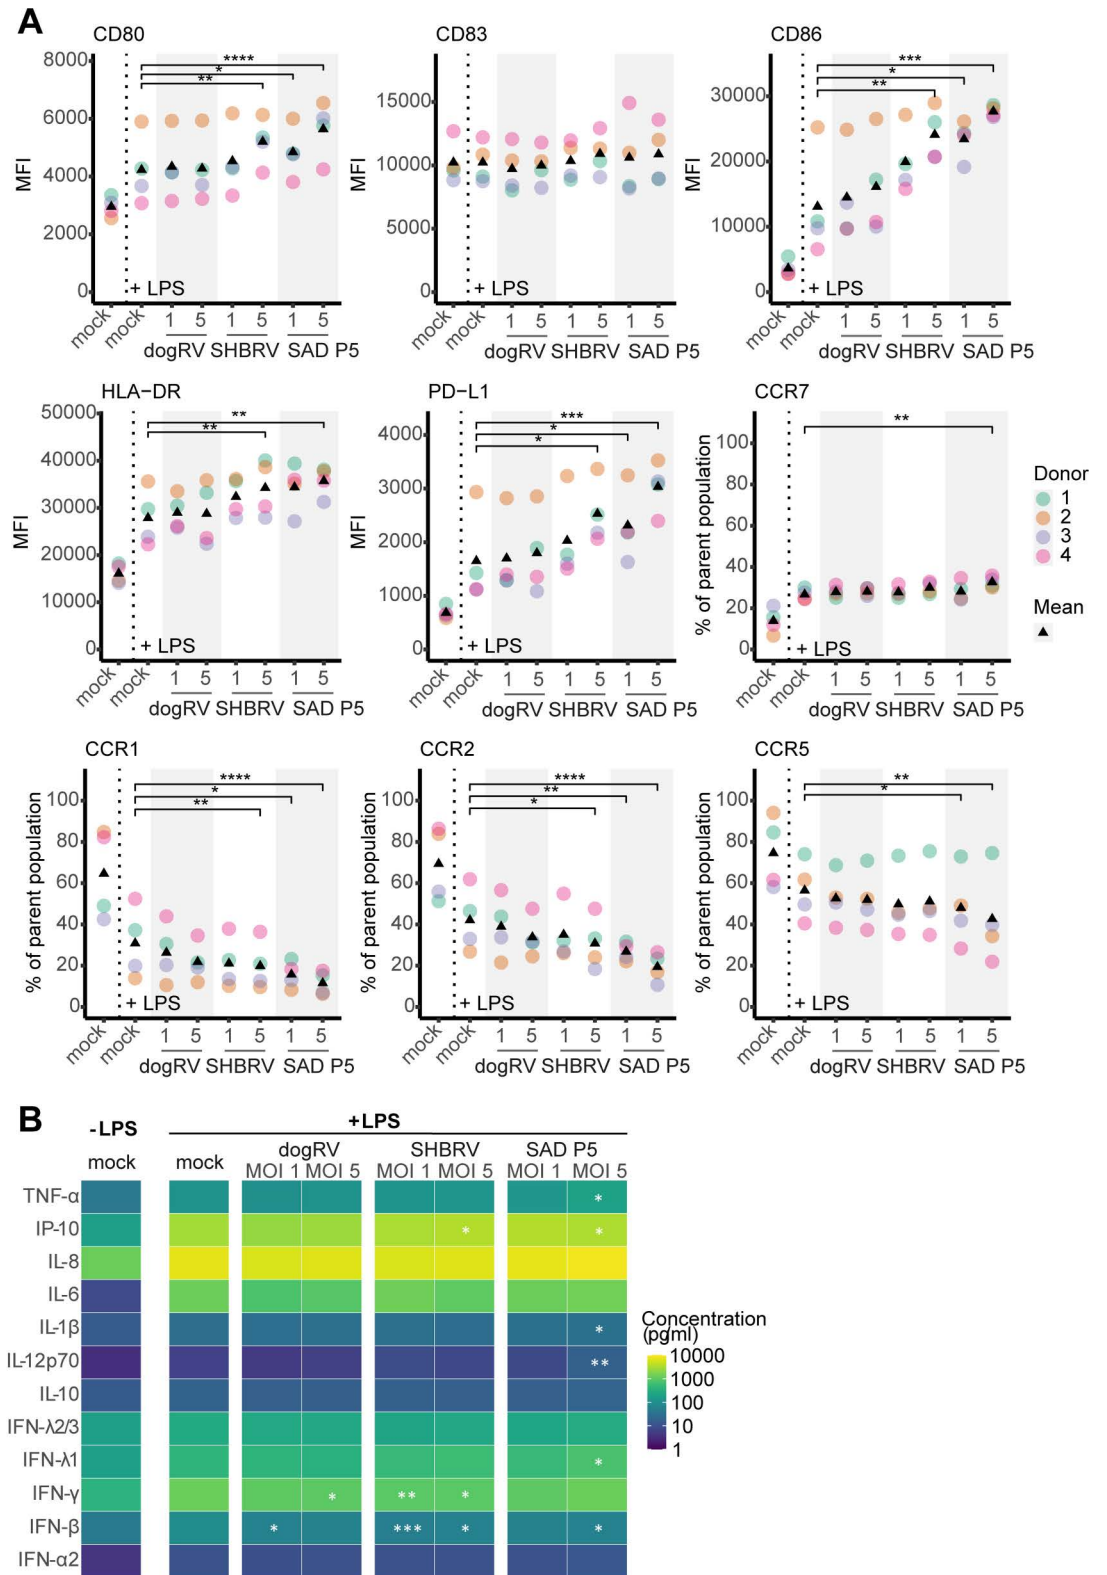 A
CD80
CD83
CD86
8000
6000
4000
2000
0
MFI
****
*
**
+ LPS
mock
mock
1
5
1
5
1
5
dogRV SHBRV SAD P5
15000
10000
5000
0
MFI
+ LPS
mock
mock
1
5
1
5
1
5
dogRV SHBRV SAD P5
30000
20000
10000
0
MFI
***
*
**
+ LPS
mock
mock
1
5
1
5
1
5
dogRV SHBRV SAD P5
HLA−DR
PD−L1
CCR7
50000
40000
30000
20000
10000
0
MFI
**
**
+ LPS
mock
mock
1
5
1
5
1
5
dogRV SHBRV SAD P5
4000
3000
2000
1000
0
MFI
***
*
*
+ LPS
mock
mock
1
5
1
5
1
5
dogRV SHBRV SAD P5
100
80
60
40
20
0
% of parent population
**
+ LPS
mock
mock
1
5
1
5
1
5
dogRV SHBRV SAD P5
Donor
1
2
3
4
Mean
CCR1
CCR2
CCR5
100
80
60
40
20
0
% of parent population
****
*
**
+ LPS
mock
mock
1
5
1
5
1
5
dogRV SHBRV SAD P5
100
80
60
40
20
0
% of parent population
****
**
*
+ LPS
mock
mock
1
5
1
5
1
5
dogRV SHBRV SAD P5
100
80
60
40
20
0
% of parent population
**
*
+ LPS
mock
mock
1
5
1
5
1
5
dogRV SHBRV SAD P5
B
-LPS
+LPS
mock
mock
dogRV
SHBRV
SAD P5
MOI 1 MOI 5
MOI 1 MOI 5
MOI 1 MOI 5
TNF-α *
IP-10 * *
IL-8
IL-6
IL-1β *
IL-12p70 **
IL-10
IFN-λ2/3
IFN-λ1 *
IFN-γ * ** *
IFN-β * *** * *
IFN-α2
Concentration
(pg/ml)
10000
1000
100
10
1